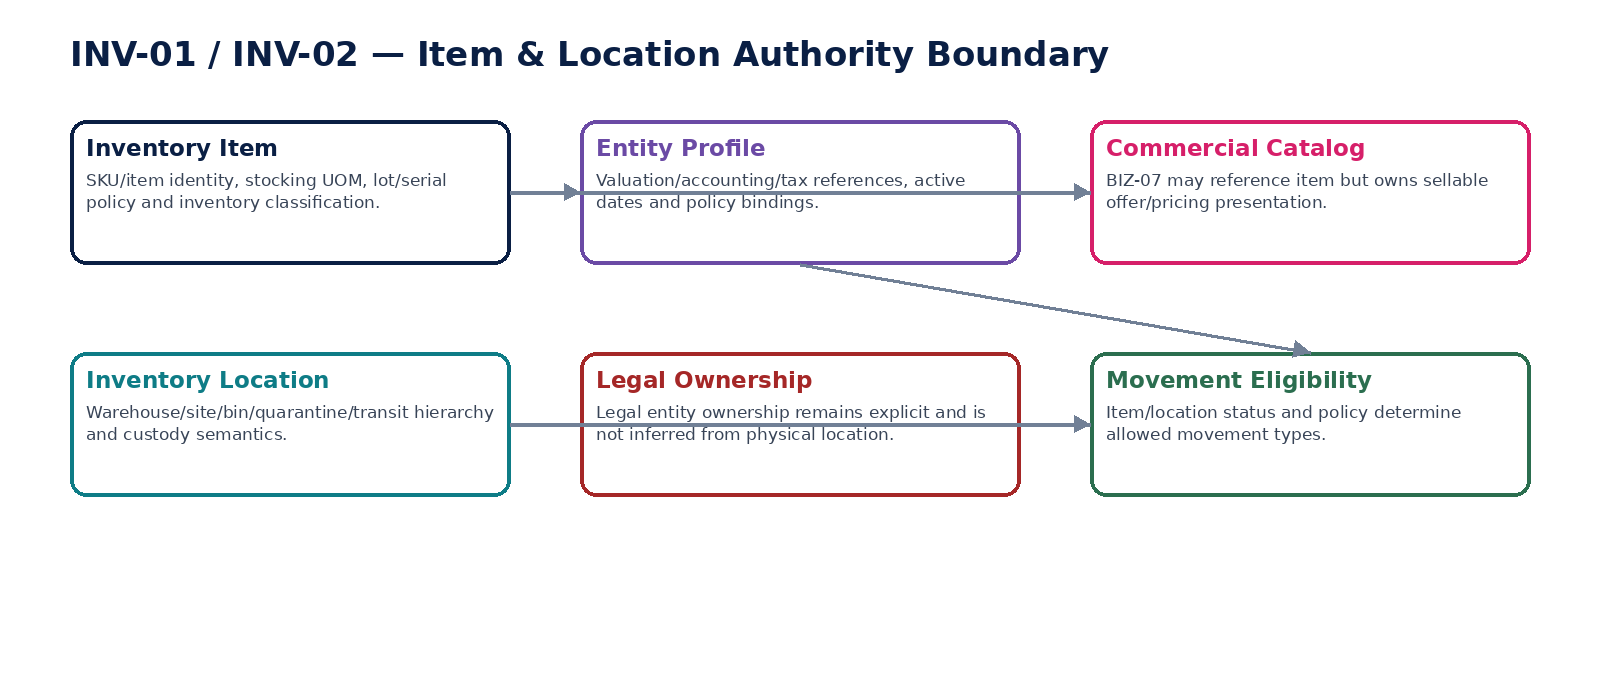 INV-01 / INV-02 — Item & Location Authority Boundary
Inventory Item
SKU/item identity, stocking UOM, lot/serial
policy and inventory classification.
Entity Profile
Valuation/accounting/tax references, active
dates and policy bindings.
Commercial Catalog
BIZ-07 may reference item but owns sellable
offer/pricing presentation.
Inventory Location
Warehouse/site/bin/quarantine/transit hierarchy
and custody semantics.
Legal Ownership
Legal entity ownership remains explicit and is
not inferred from physical location.
Movement Eligibility
Item/location status and policy determine
allowed movement types.